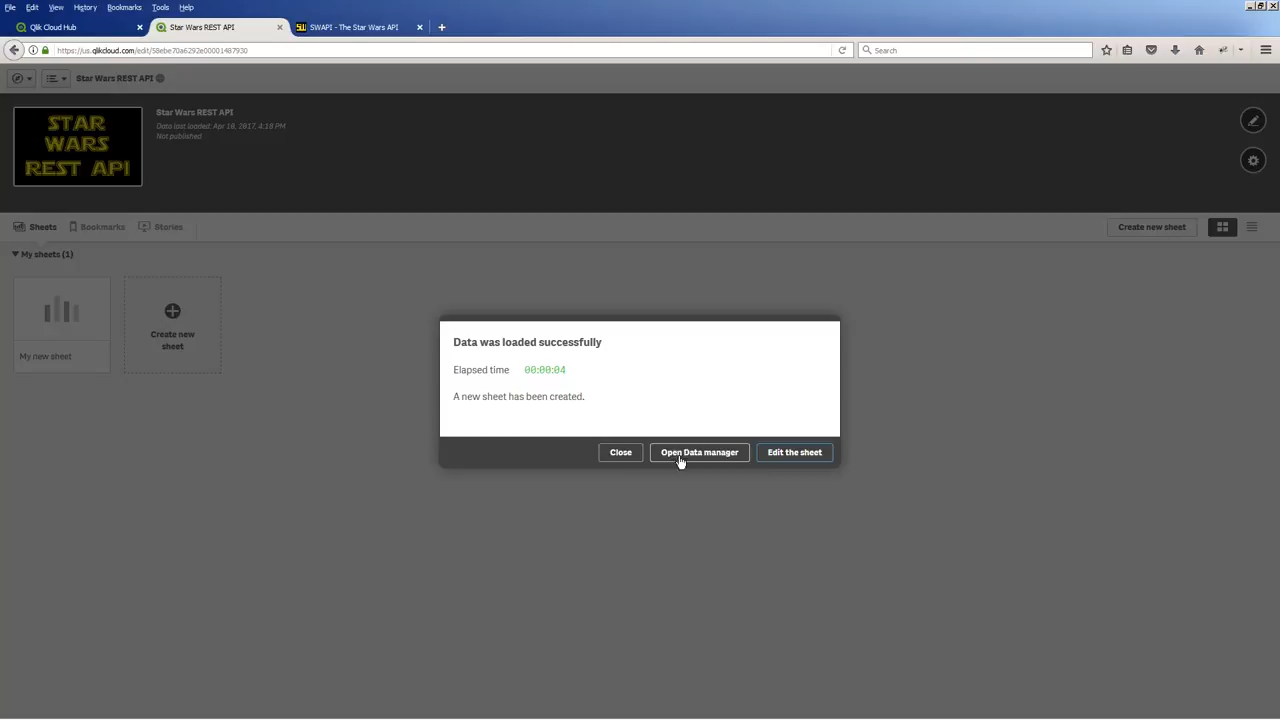 File Edit View History Bookmarks Tools Help
Qlik Cloud Hub
Star Wars REST API
SWAPI - The Star Wars API
https://us.qlikcloud.com/edit/58ebe70a6292e00001487930
Search
Star Wars REST API
STAR
WARS
REST API
Star Wars REST API
Data last loaded: Apr 10, 2017, 4:18 PM
Not published
Sheets
Bookmarks
Stories
Create new sheet
My sheets (1)
My new sheet
Create new
sheet
Data was loaded successfully
Elapsed time 00:00:04
A new sheet has been created.
Close
Open Data manager
Edit the sheet